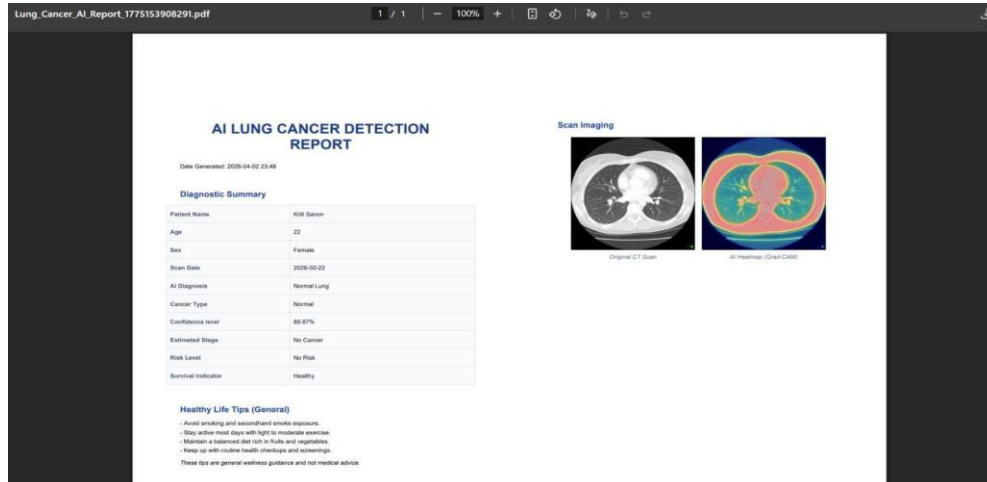 Lung_Cancer_AI_Report_1775153908291.pdf
1 / 1
100%
AI LUNG CANCER DETECTION
REPORT
Date Generated: 2026-04-02 23:48
Diagnostic Summary
Patient Name Kriti Sanon
Age 22
Sex Female
Scan Date 2026-02-22
AI Diagnosis Normal Lung
Cancer Type Normal
Confidence level 89.87%
Estimated Stage No Cancer
Risk Level No Risk
Survival Indicator Healthy
Healthy Life Tips (General)
- Avoid smoking and secondhand smoke exposure.
- Stay active most days with light to moderate exercise.
- Maintain a balanced diet rich in fruits and vegetables.
- Keep up with routine health checkups and screenings.
These tips are general wellness guidance and not medical advice.
Scan Imaging
Original CT Scan
AI Heatmap (Grad-CAM)